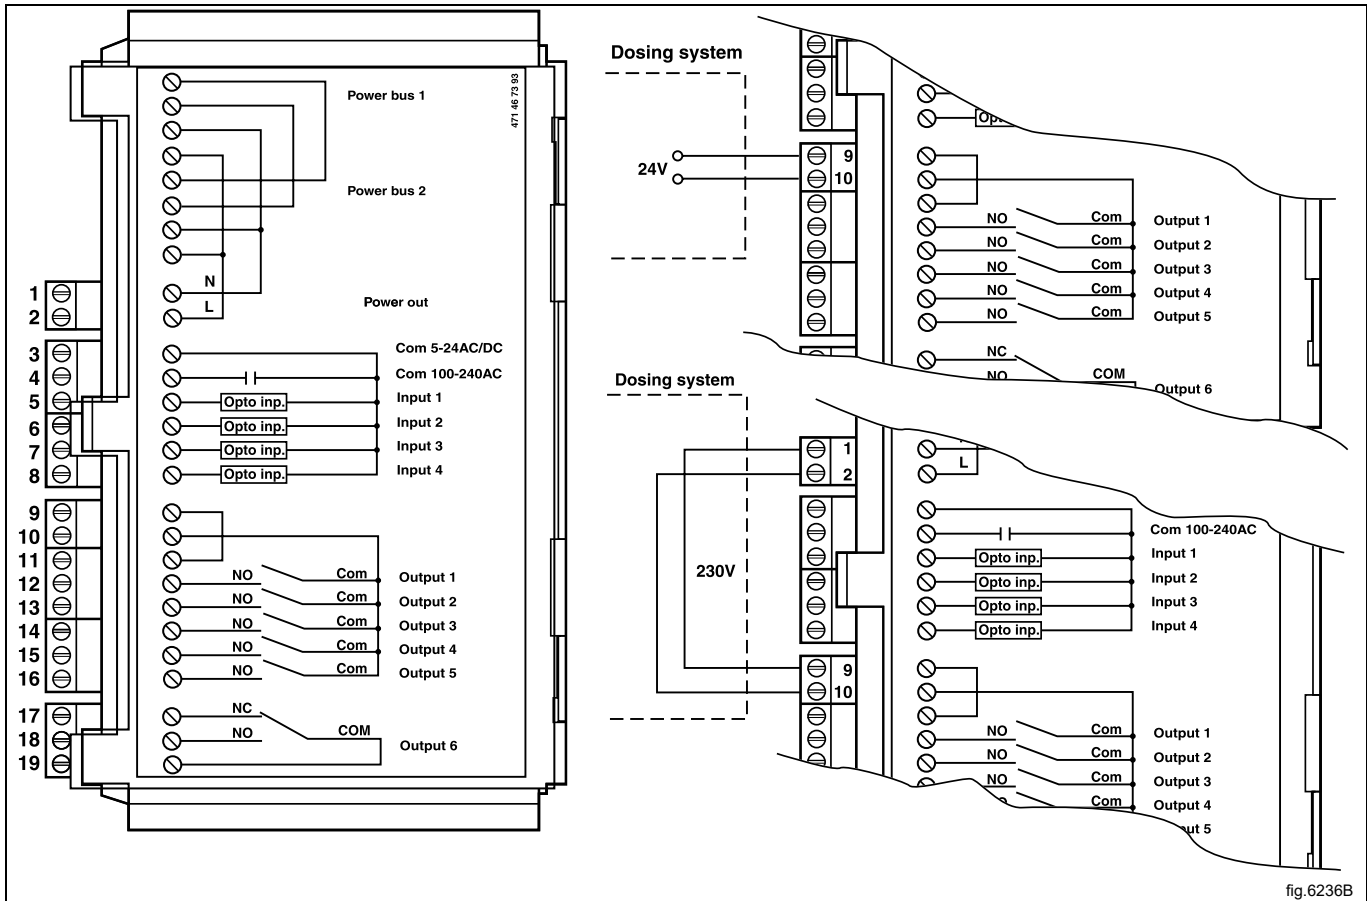 471 46 73 93
Power bus 1
Power bus 2
N
L
Power out
1
2
3
4
5
6
7
8
9
10
11
12
13
14
15
16
17
18
19
Com 5-24AC/DC
Com 100-240AC
Opto inp. Input 1
Opto inp. Input 2
Opto inp. Input 3
Opto inp. Input 4
NO Com Output 1
NO Com Output 2
NO Com Output 3
NO Com Output 4
NO Com Output 5
NC
NO COM Output 6
Dosing system
24V
9
10
NO Com Output 1
NO Com Output 2
NO Com Output 3
NO Com Output 4
NO Com Output 5
NC
NO COM Output 6
Dosing system
230V
1
2
L
9
10
Com 100-240AC
Opto inp. Input 1
Opto inp. Input 2
Opto inp. Input 3
Opto inp. Input 4
NO Com Output 1
NO Com Output 2
NO Com Output 3
Com Output 4
5
fig.6236B